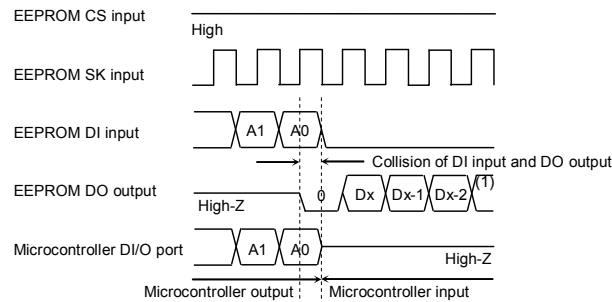 EEPROM CS input
High
EEPROM SK input
EEPROM DI input
A1 A0
Collision of DI input and DO output
EEPROM DO output
High-Z
0 Dx Dx-1 Dx-2 (1)
Microcontroller DI/O port
A1 A0
High-Z
Microcontroller output Microcontroller input